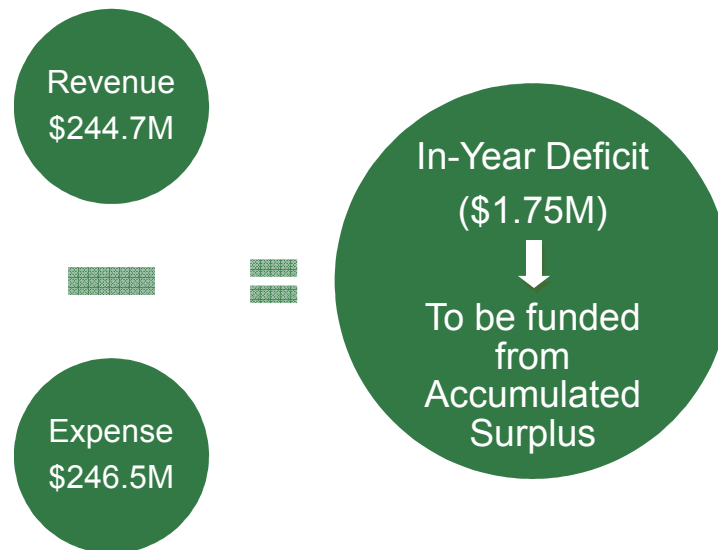 Revenue
$244.7M
Expense
$246.5M
In-Year Deficit
($1.75M)
To be funded
from
Accumulated
Surplus